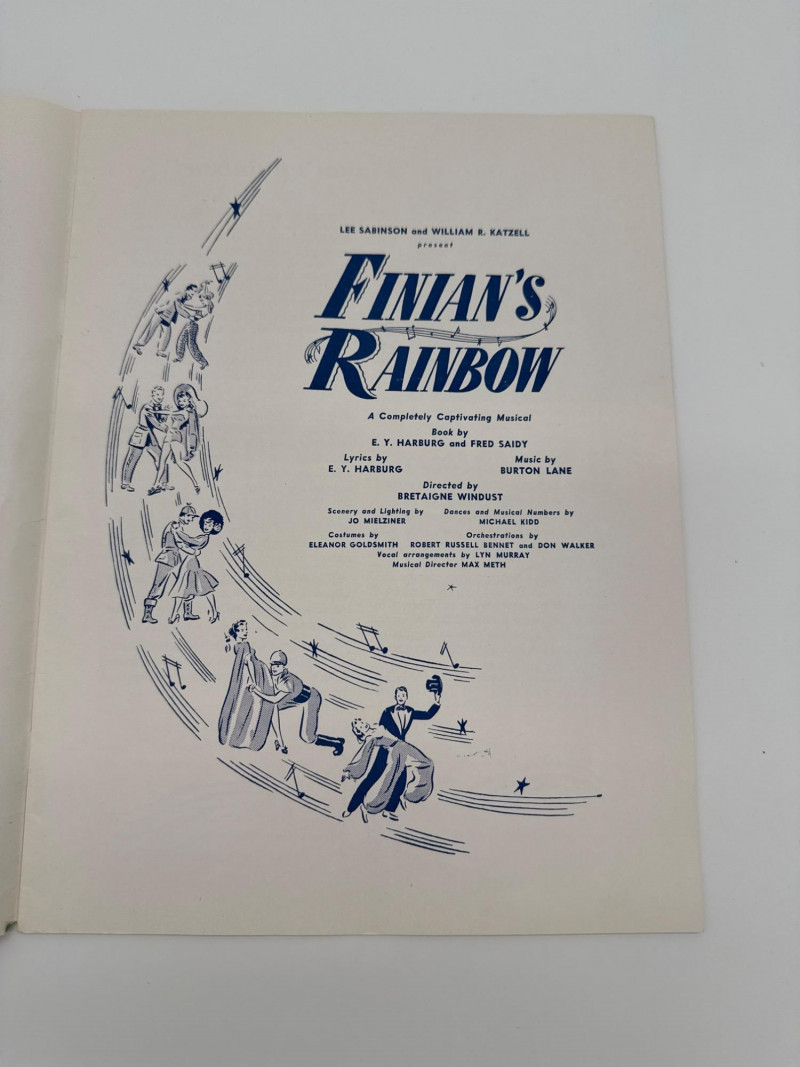 LEE SABINSON and WILLIAM R. KATZELL
present
FINIAN'S
RAINBOW
A Completely Captivating Musical
Book by
E. Y. HARBURG and FRED SAIDY
Lyrics by
E. Y. HARBURG
Music by
BURTON LANE
Directed by
BRETAIGNE WINDUST
Scenery and Lighting by
JO MIELZINER
Dances and Musical Numbers by
MICHAEL KIDD
Costumes by
ELEANOR GOLDSMITH
Orchestrations by
ROBERT RUSSELL BENNET and DON WALKER
Vocal arrangements by LYN MURRAY
Musical Director MAX METH